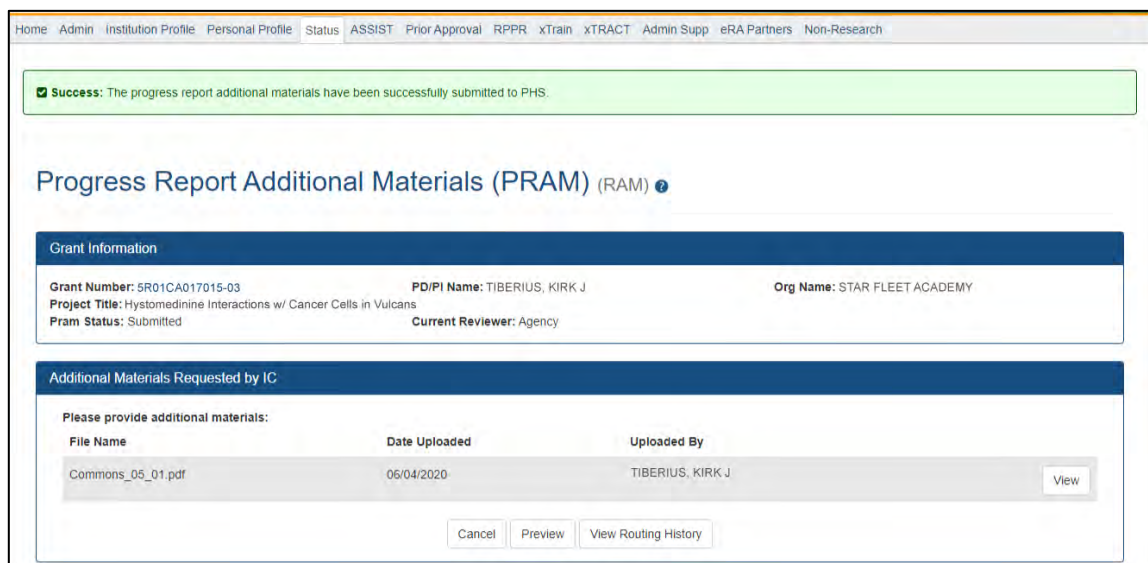 Home Admin Institution Profile Personal Profile Status ASSIST Prior Approval RPPR xTrain xTRACT Admin Supp eRA Partners Non-Research
Success: The progress report additional materials have been successfully submitted to PHS.
Progress Report Additional Materials (PRAM) (RAM) ?
Grant Information
Grant Number: 5R01CA017015-03 PD/PI Name: TIBERIUS, KIRK J Org Name: STAR FLEET ACADEMY
Project Title: Hystomedinine Interactions w/ Cancer Cells in Vulcans
Pram Status: Submitted Current Reviewer: Agency
Additional Materials Requested by IC
Please provide additional materials:
File Name Date Uploaded Uploaded By
Commons_05_01.pdf 06/04/2020 TIBERIUS, KIRK J View
Cancel Preview View Routing History